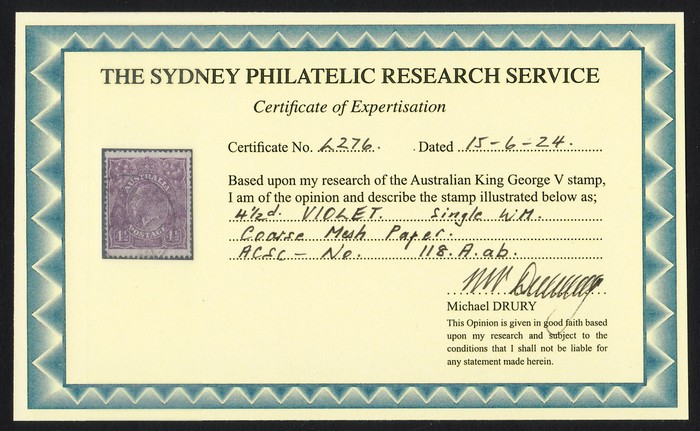 THE SYDNEY PHILATELIC RESEARCH SERVICE
Certificate of Expertisation
Certificate No. L276. Dated 15-6-24.
Based upon my research of the Australian King George V stamp,
I am of the opinion and describe the stamp illustrated below as;
4½d. VIOLET. Single W.M.
Coarse Mesh Paper.
ACSC - No. 118.A.ab.
Michael DRURY
This Opinion is given in good faith based
upon my research and subject to the
conditions that I shall not be liable for
any statement made herein.
AUSTRALIA
POSTAGE
4½ 4½